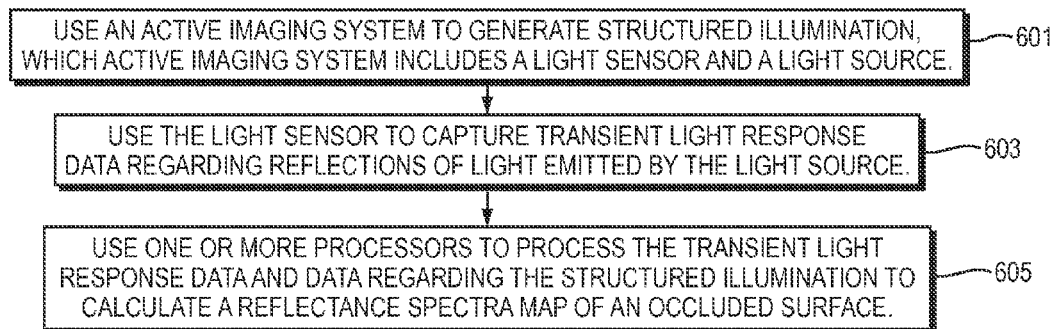 USE AN ACTIVE IMAGING SYSTEM TO GENERATE STRUCTURED ILLUMINATION,
WHICH ACTIVE IMAGING SYSTEM INCLUDES A LIGHT SENSOR AND A LIGHT SOURCE.
601
USE THE LIGHT SENSOR TO CAPTURE TRANSIENT LIGHT RESPONSE
DATA REGARDING REFLECTIONS OF LIGHT EMITTED BY THE LIGHT SOURCE.
603
USE ONE OR MORE PROCESSORS TO PROCESS THE TRANSIENT LIGHT
RESPONSE DATA AND DATA REGARDING THE STRUCTURED ILLUMINATION TO
CALCULATE A REFLECTANCE SPECTRA MAP OF AN OCCLUDED SURFACE.
605